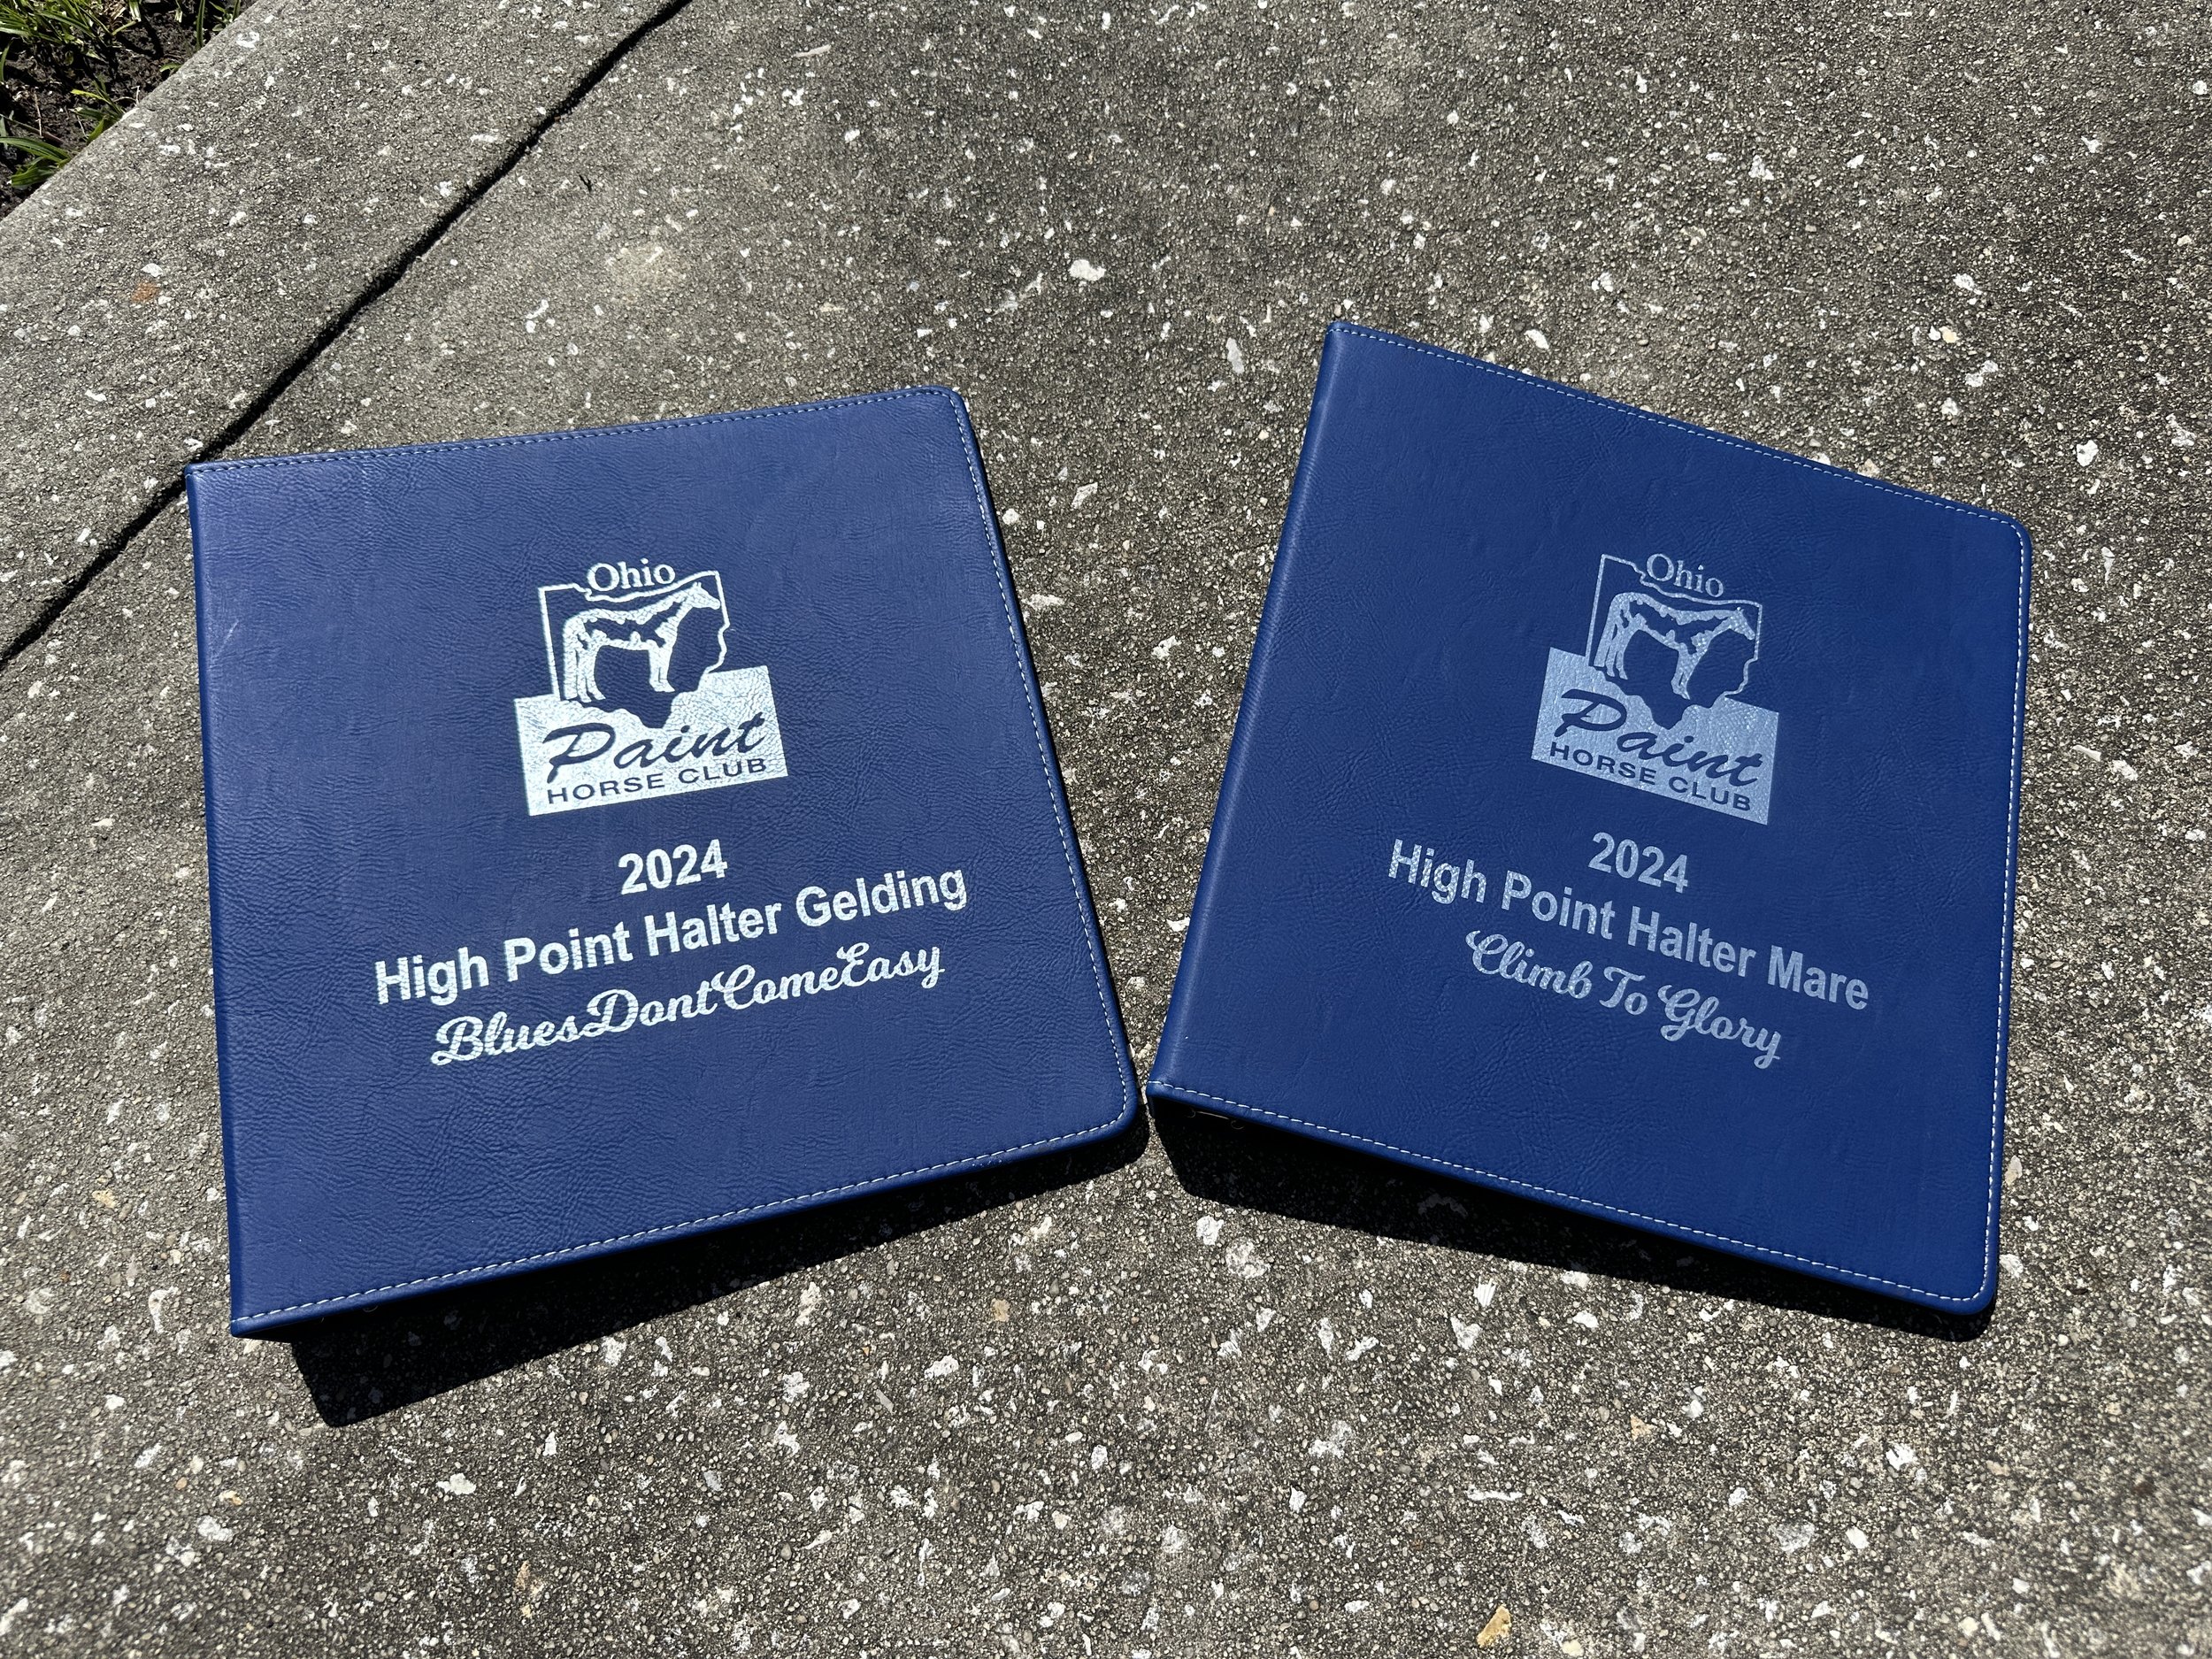 Ohio
Paint
HORSE CLUB
2024
High Point Halter Gelding
BluesDontComeEasy
Ohio
Paint
HORSE CLUB
2024
High Point Halter Mare
Climb To Glory